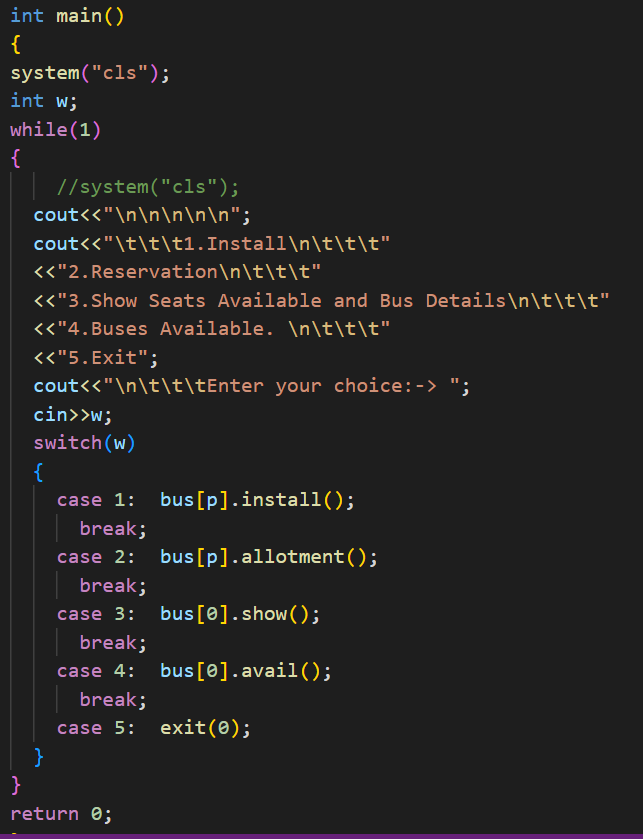 int main()
{
system("cls");
int w;
while(1)
{
//system("cls");
cout<<"\n\n\n\n\n";
cout<<"\t\t\t1.Install\n\t\t\t"
<<"2.Reservation\n\t\t\t"
<<"3.Show Seats Available and Bus Details\n\t\t\t"
<<"4.Buses Available. \n\t\t\t"
<<"5.Exit";
cout<<"\n\t\t\tEnter your choice:-> ";
cin>>w;
switch(w)
{
case 1:  bus[p].install();
break;
case 2:  bus[p].allotment();
break;
case 3:  bus[0].show();
break;
case 4:  bus[0].avail();
break;
case 5:  exit(0);
}
}
return 0;